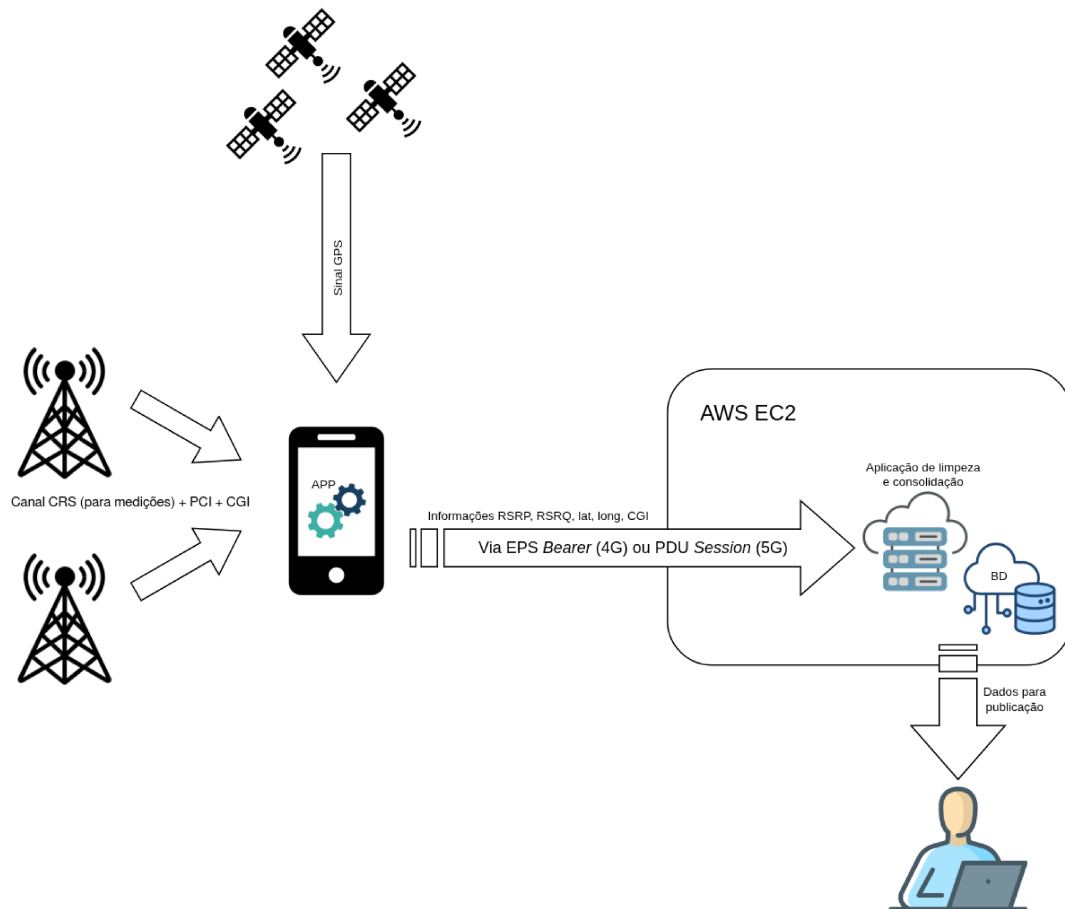 Sinal GPS
Canal CRS (para medições) + PCI + CGI
APP
Informações RSRP, RSRQ, lat, long, CGI
Via EPS Bearer (4G) ou PDU Session (5G)
AWS EC2
Aplicação de limpeza
e consolidação
BD
Dados para
publicação